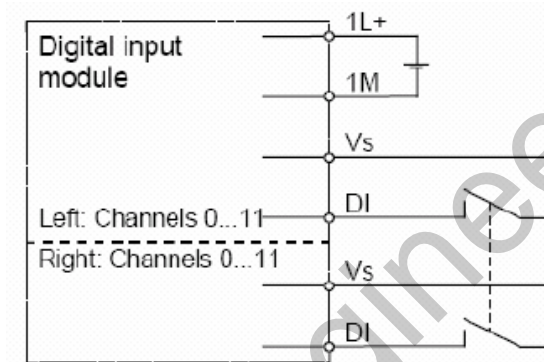 1L+
Digital input
module
1M
Vs
DI
Left: Channels 0...11
Right: Channels 0...11
Vs
DI